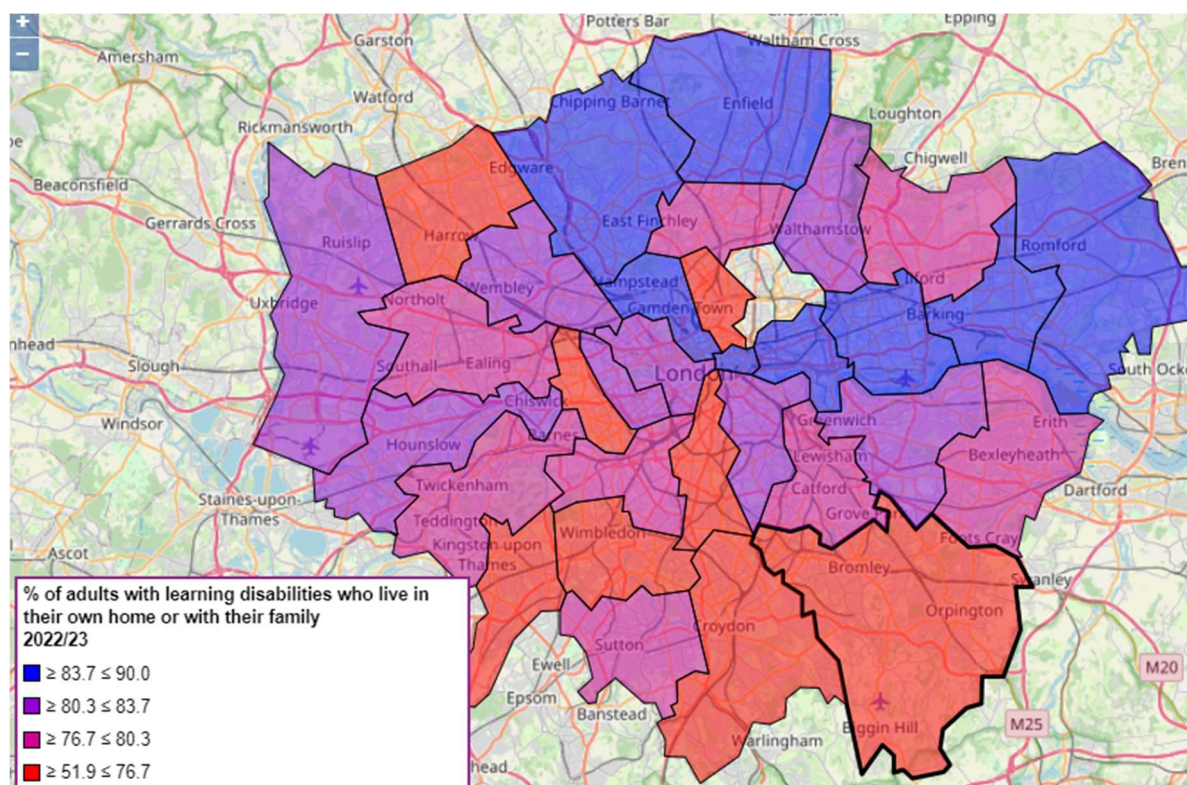 +
−
Potters Bar
Epping
Amersham
Garston
Waltham Cross
Watford
Chipping Barnet
Enfield
Loughton
Rickmansworth
Chigwell
Edgware
Beaconsfield
Gerrards Cross
East Finchley
Walthamstow
Romford
Ruislip
Harrow
Hampstead
Ilford
Uxbridge
Northolt
Wembley
Camden Town
Barking
Slough
Southall
Ealing
London
South Ocke
Windsor
Chiswick
Greenwich
Erith
Hounslow
Barnes
Lewisham
Bexleyheath
Twickenham
Catford
Dartford
Staines-upon-
Thames
Teddington
Wimbledon
Kingston upon
Thames
Foots Cray
Ascot
Bromley
Swanley
Orpington
Croydon
Sutton
Ewell
M20
Epsom
Banstead
Biggin Hill
M25
Warlingham
head
% of adults with learning disabilities who live in
their own home or with their family
2022/23
≥ 83.7 ≤ 90.0
≥ 80.3 ≤ 83.7
≥ 76.7 ≤ 80.3
≥ 51.9 ≤ 76.7